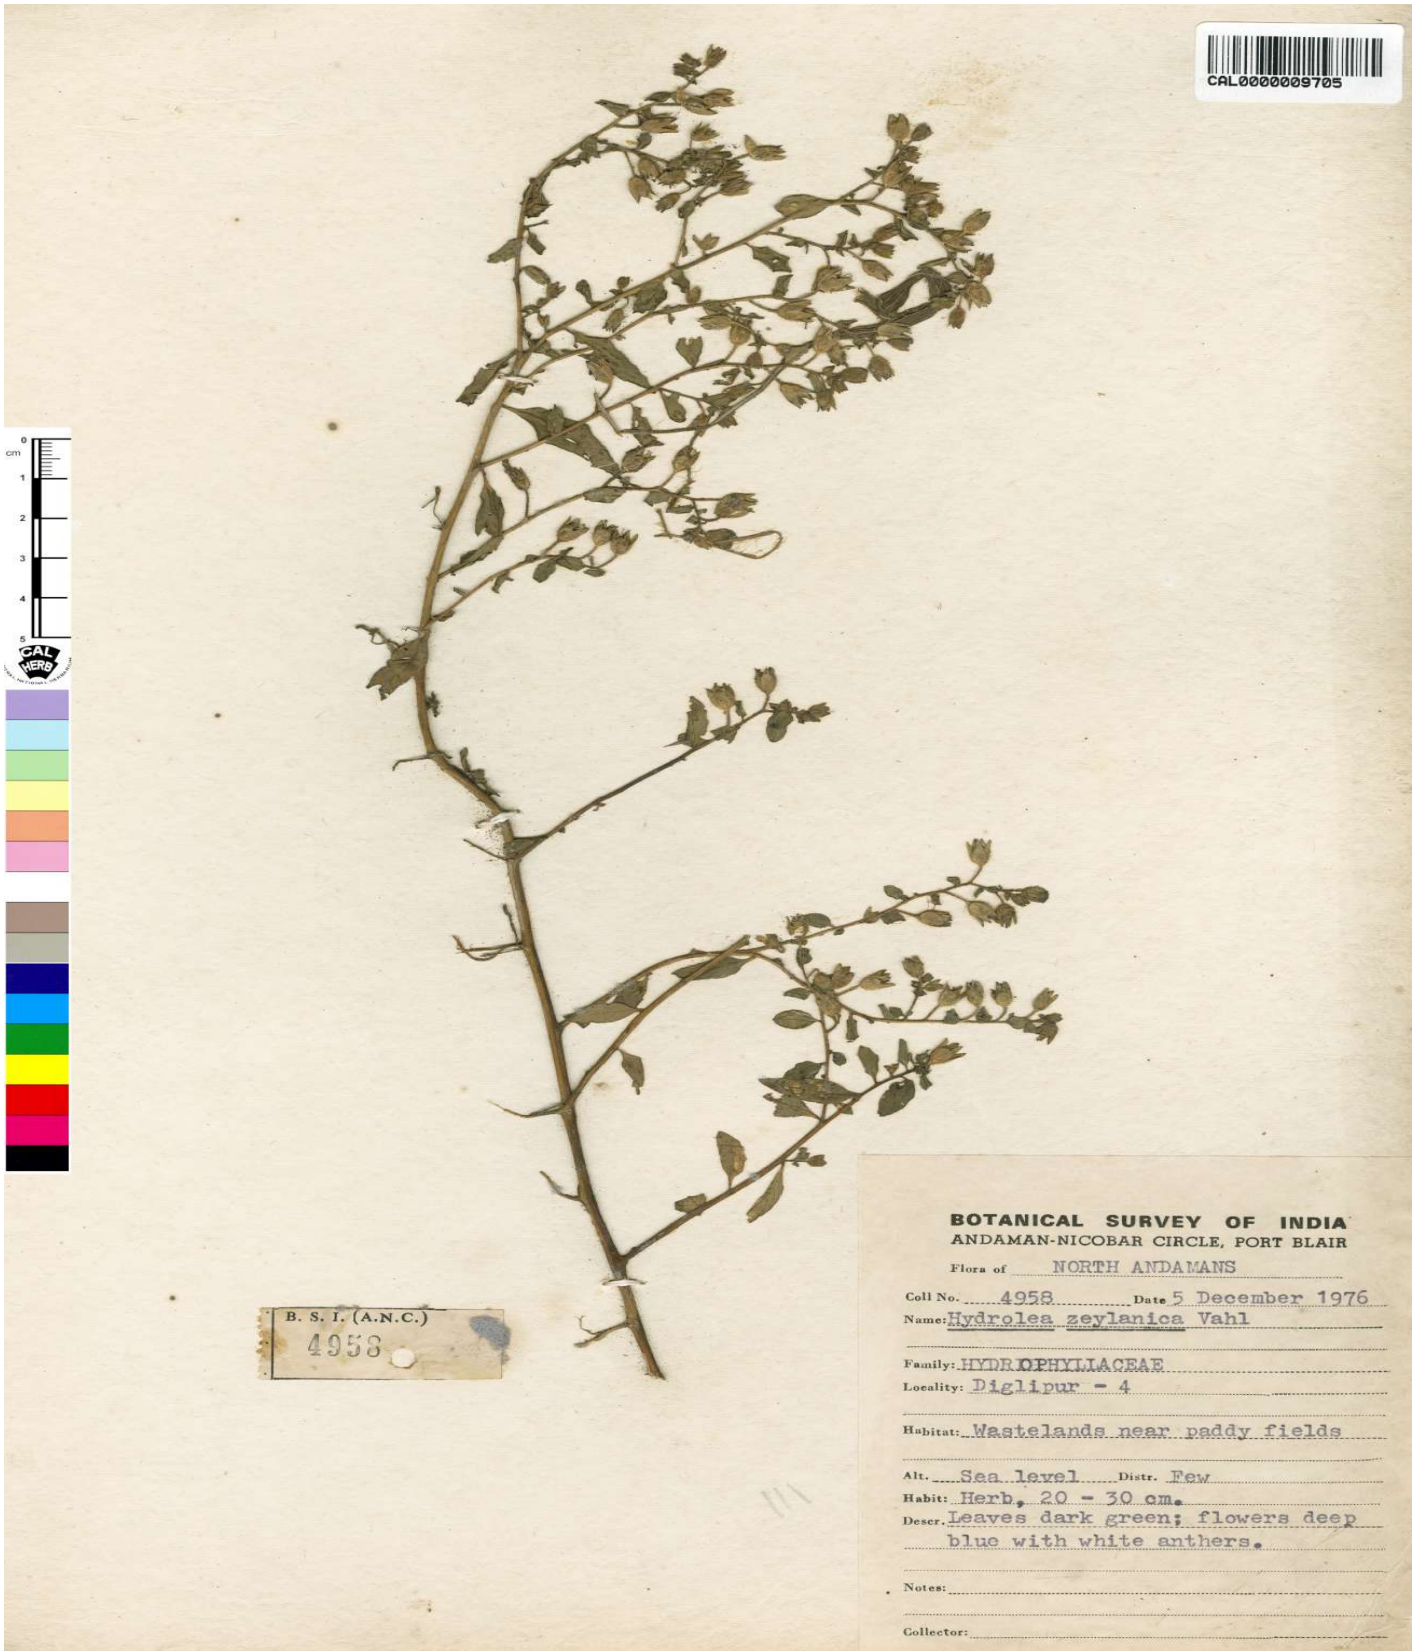 CAL0000009705
0
cm
1
2
3
4
5
CAL
HERB
BOTANICAL SURVEY OF INDIA
ANDAMAN-NICOBAR CIRCLE, PORT BLAIR
Flora of NORTH ANDAMANS
Coll No. 4958 Date 5 December 1976
Name: Hydrolea zeylanica Vahl
Family: HYDROPHYLLACEAE
Locality: Diglipur - 4
Habitat: Wastelands near paddy fields
Alt. Sea level Distr. Few
Habit: Herb, 20 - 30 cm.
Descr. Leaves dark green; flowers deep
blue with white anthers.
Notes:
Collector:
B. S. I. (A.N.C.)
4958